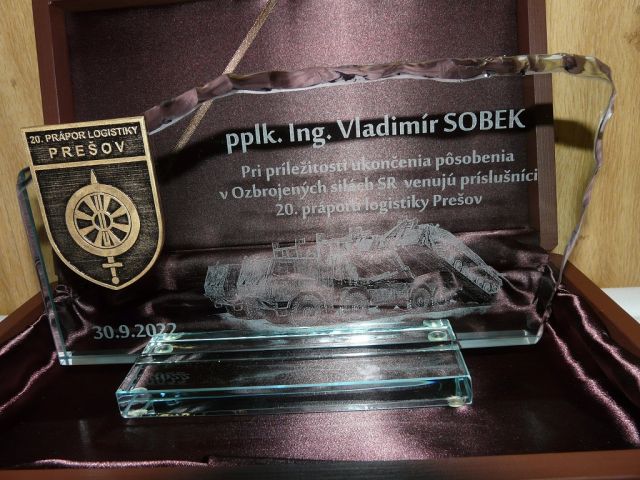 20. PRÁPOR LOGISTIKY
PREŠOV
pplk. Ing. Vladimír SOBEK
Pri príležitosti ukončenia pôsobenia
v Ozbrojených silách SR venujú príslušníci
20. práporu logistiky Prešov
30.9.2022